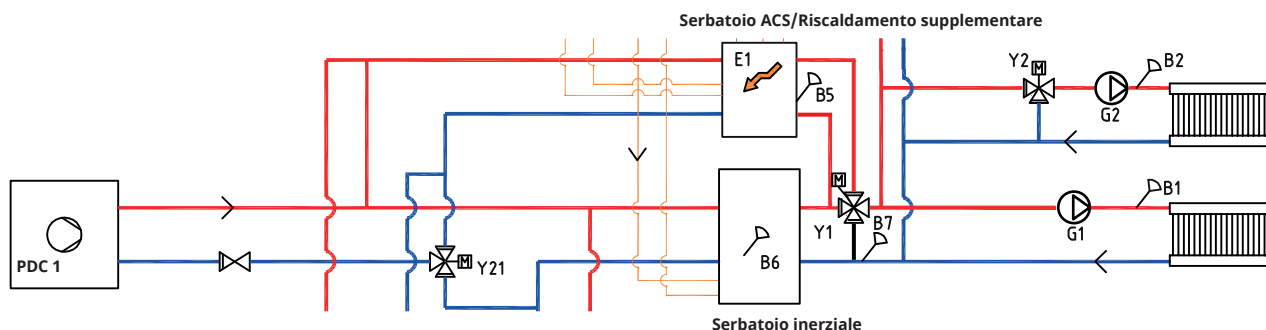 Serbatoio ACS/Riscaldamento supplementare
E1
B5
Y2
M
G2
B2
M
Y1
B7
G1
B1
PDC 1
M
Y21
B6
Serbatoio inerziale